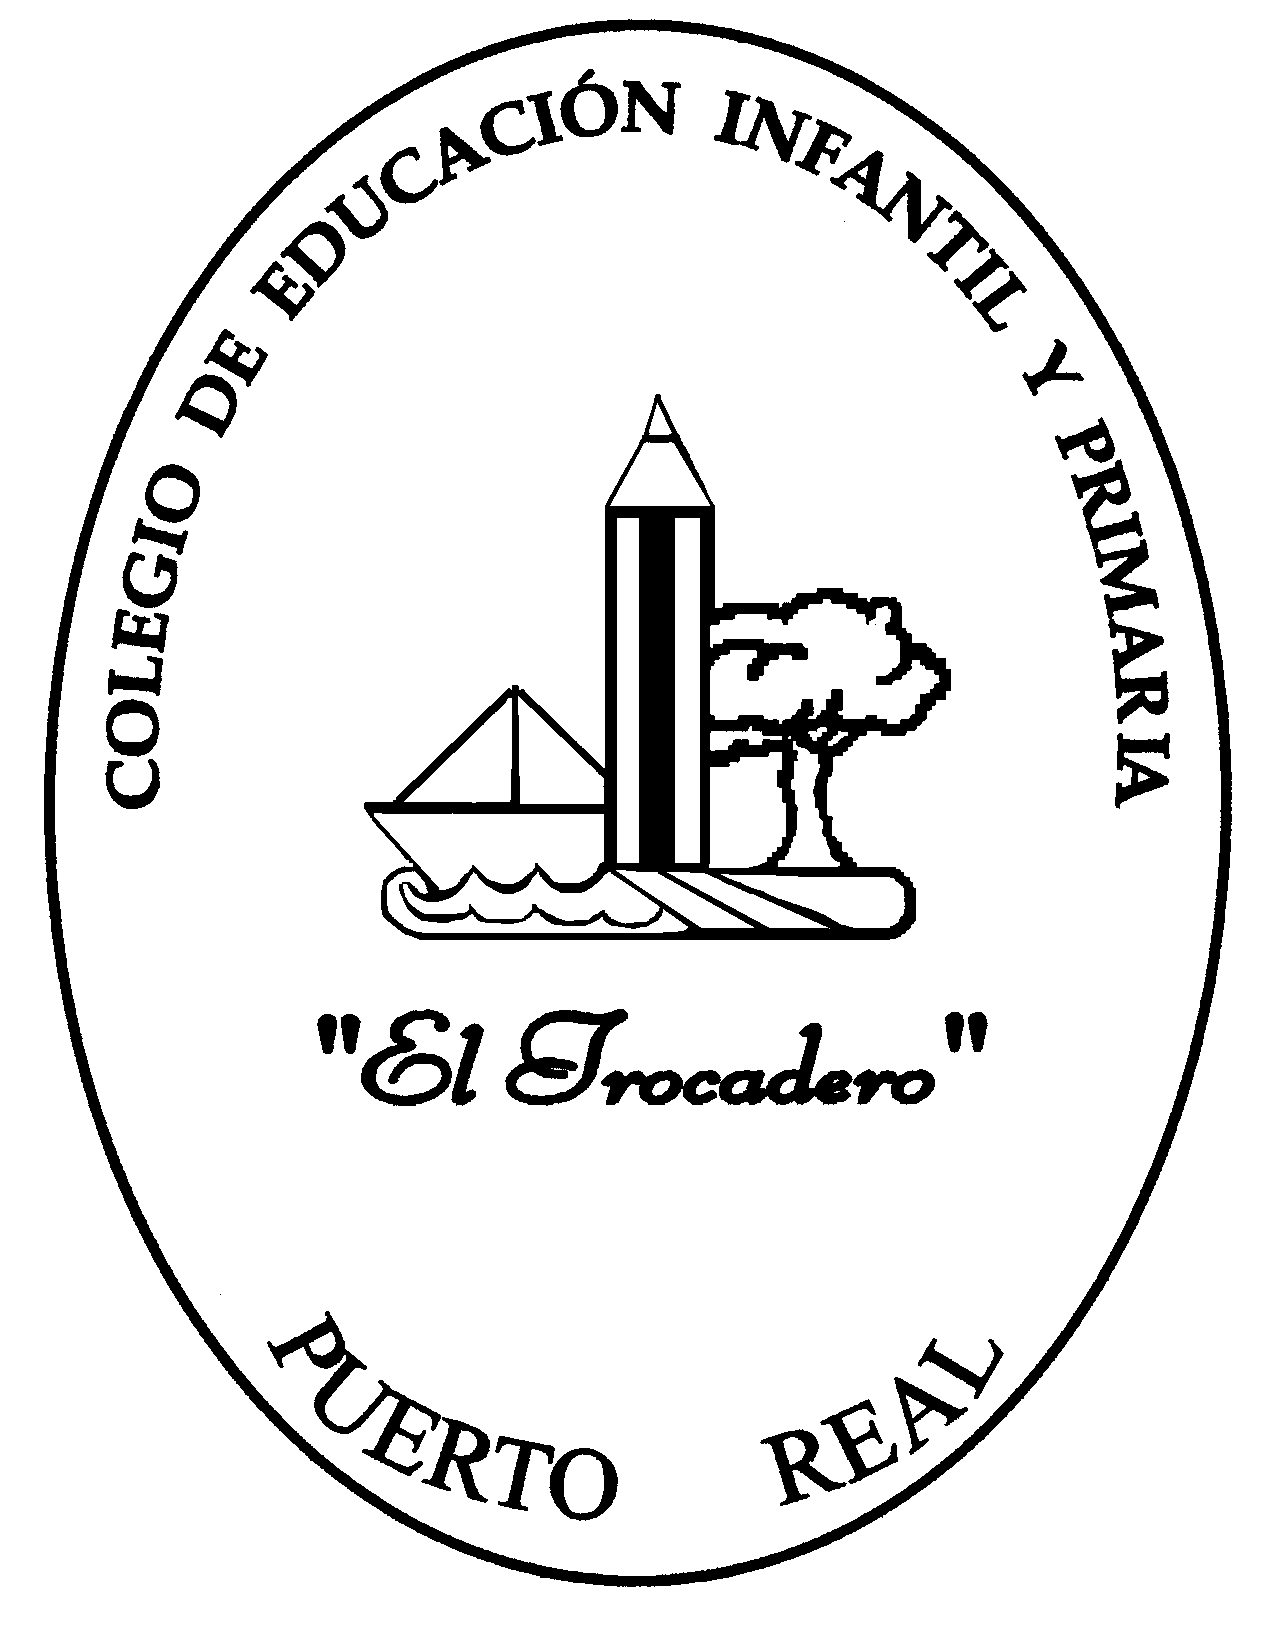 COLEGIO DE EDUCACIÓN INFANTIL Y PRIMARIA
"El Trocadero"
PUERTO REAL